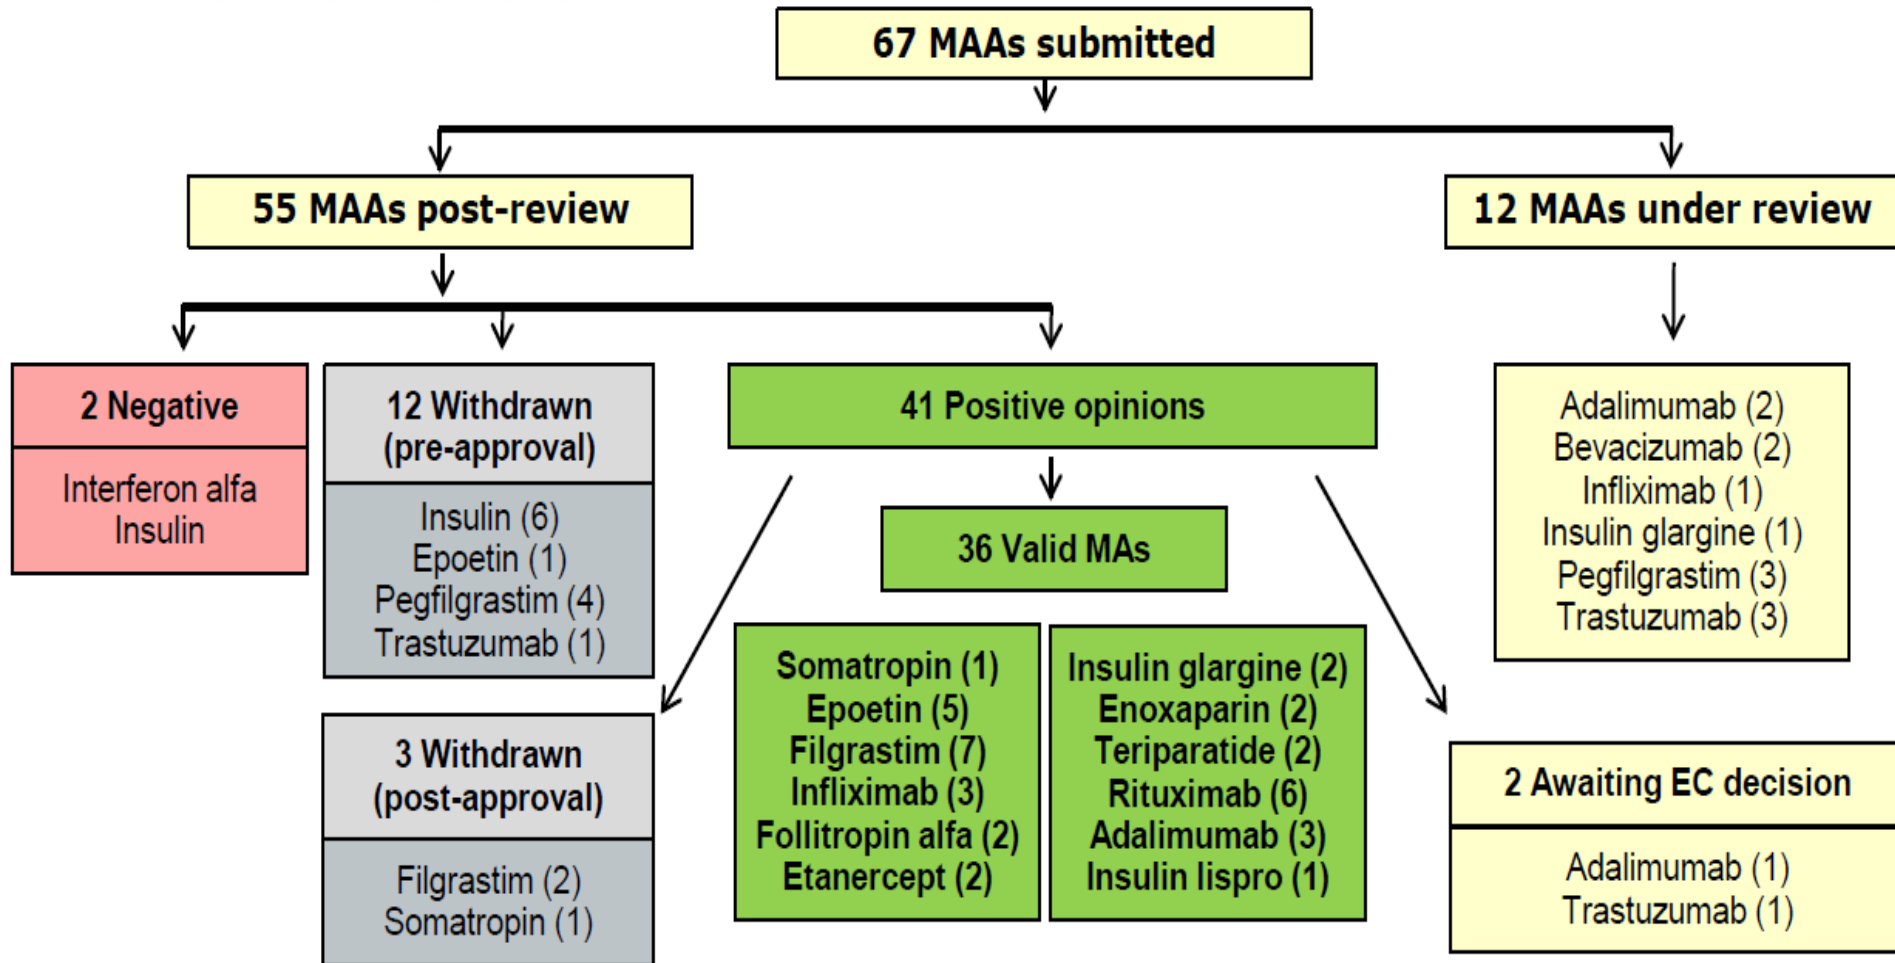 67 MAAs submitted
55 MAAs post-review
12 MAAs under review
2 Negative
Interferon alfa
Insulin
12 Withdrawn
(pre-approval)
Insulin (6)
Epoetin (1)
Pegfilgrastim (4)
Trastuzumab (1)
41 Positive opinions
36 Valid MAs
Somatropin (1)
Epoetin (5)
Filgrastim (7)
Infliximab (3)
Follitropin alfa (2)
Etanercept (2)
Insulin glargine (2)
Enoxaparin (2)
Teriparatide (2)
Rituximab (6)
Adalimumab (3)
Insulin lispro (1)
Adalimumab (2)
Bevacizumab (2)
Infliximab (1)
Insulin glargine (1)
Pegfilgrastim (3)
Trastuzumab (3)
3 Withdrawn
(post-approval)
Filgrastim (2)
Somatropin (1)
2 Awaiting EC decision
Adalimumab (1)
Trastuzumab (1)